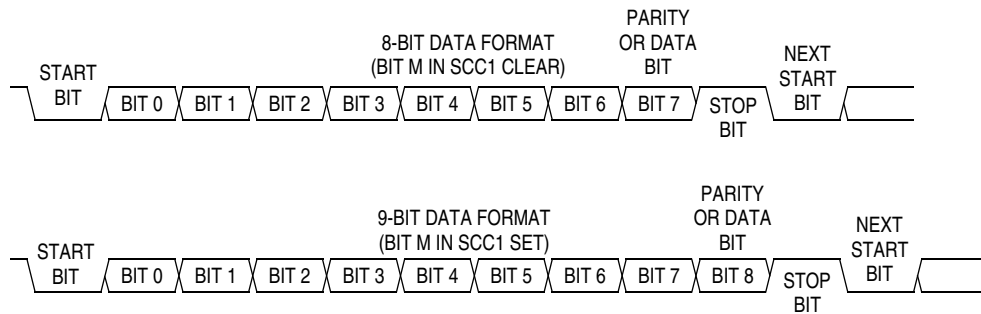 8-BIT DATA FORMAT
(BIT M IN SCC1 CLEAR)
PARITY
OR DATA
BIT
START
BIT
BIT 0 BIT 1 BIT 2 BIT 3 BIT 4 BIT 5 BIT 6 BIT 7
STOP
BIT
NEXT
START
BIT
9-BIT DATA FORMAT
(BIT M IN SCC1 SET)
PARITY
OR DATA
BIT
START
BIT
BIT 0 BIT 1 BIT 2 BIT 3 BIT 4 BIT 5 BIT 6 BIT 7 BIT 8
STOP
BIT
NEXT
START
BIT